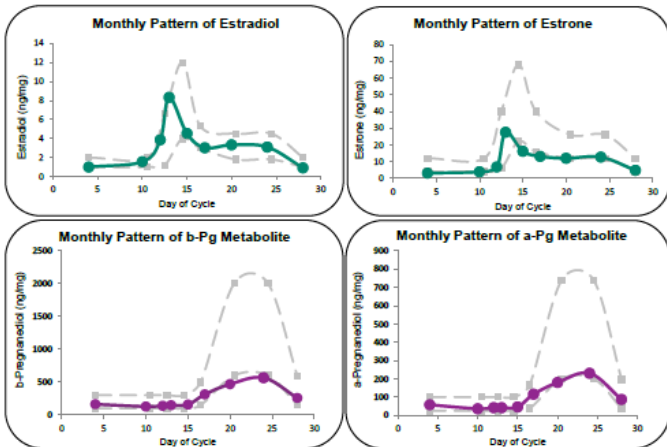 Monthly Pattern of Estradiol
Estradiol (ng/mg)
14
12
10
8
6
4
2
0
0 5 10 15 20 25 30
Day of Cycle
Monthly Pattern of Estrone
Estrone (ng/mg)
80
70
60
50
40
30
20
10
0
0 5 10 15 20 25 30
Day of Cycle
Monthly Pattern of b-Pg Metabolite
b-Pregnanediol (ng/mg)
2500
2000
1500
1000
500
0
0 5 10 15 20 25 30
Day of Cycle
Monthly Pattern of a-Pg Metabolite
a-Pregnanediol (ng/mg)
900
800
700
600
500
400
300
200
100
0
0 5 10 15 20 25 30
Day of Cycle